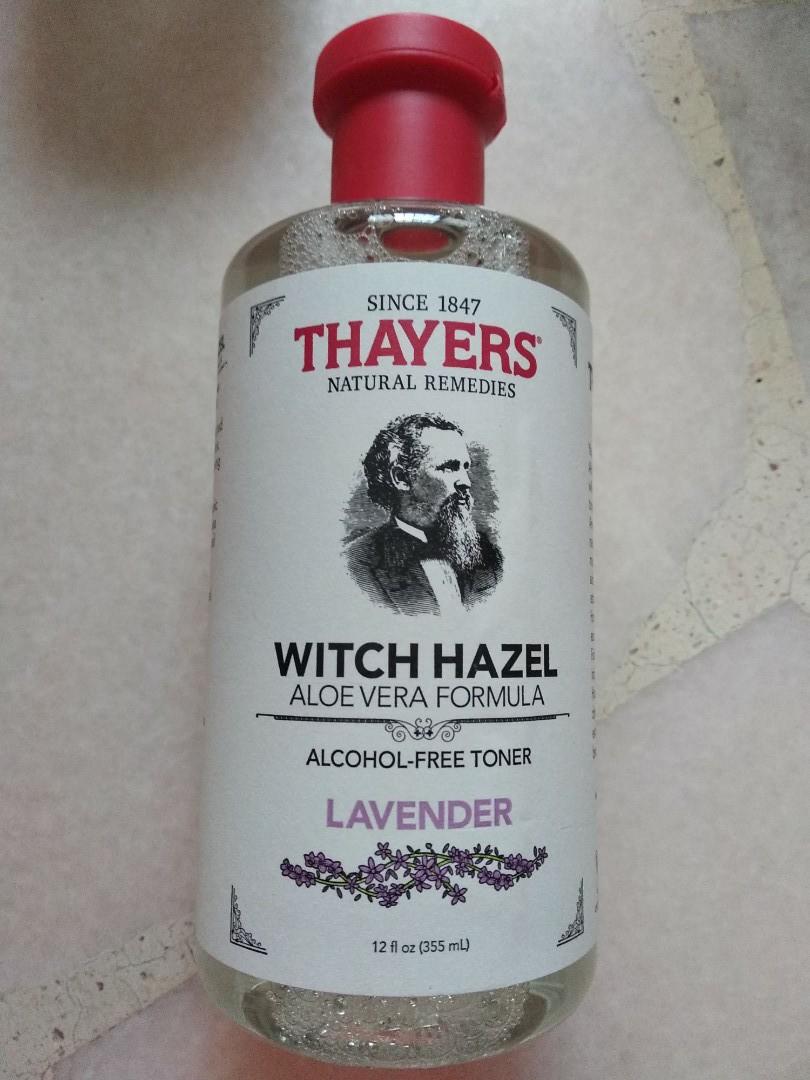 SINCE 1847
THAYERS®
NATURAL REMEDIES
WITCH HAZEL
ALOE VERA FORMULA
ALCOHOL-FREE TONER
LAVENDER
12 fl oz (355 mL)